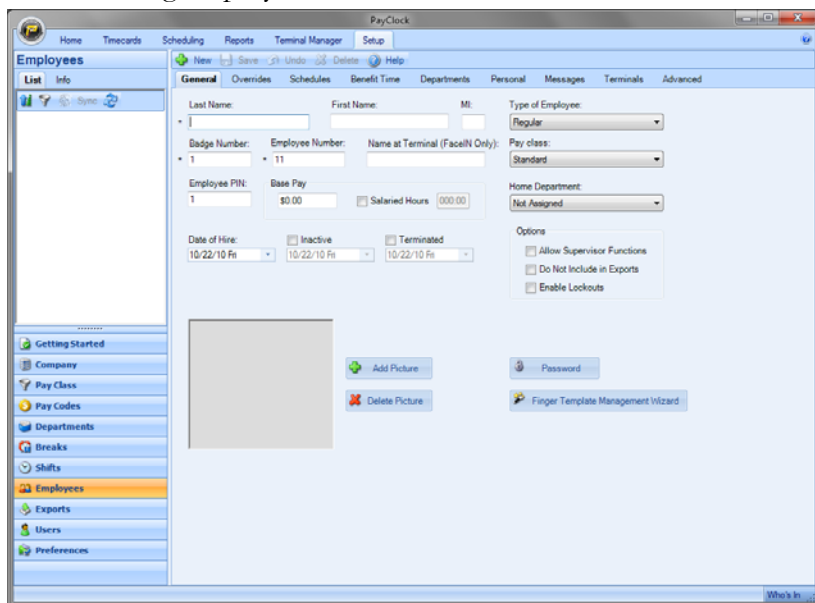 PayClock
Home Timecards Scheduling Reports Terminal Manager Setup
Employees
New Save Undo Delete Help
List Info
General Overrides Schedules Benefit Time Departments Personal Messages Terminals Advanced
Sync
Last Name: First Name: MI: Type of Employee:
* Regular
Badge Number: Employee Number: Name at Terminal (FaceIN Only): Pay class:
* 1 * 11 Standard
Employee PIN: Base Pay Home Department:
1 $0.00 Salaried Hours 000:00 Not Assigned
Options
Date of Hire: Inactive Terminated Allow Supervisor Functions
10/22/10 Fri 10/22/10 Fri 10/22/10 Fri
Do Not Include in Exports
Enable Lockouts
Getting Started
Company
Add Picture Password
Pay Class
Pay Codes
Delete Picture Finger Template Management Wizard
Departments
Breaks
Shifts
Employees
Exports
Users
Preferences
Who's In